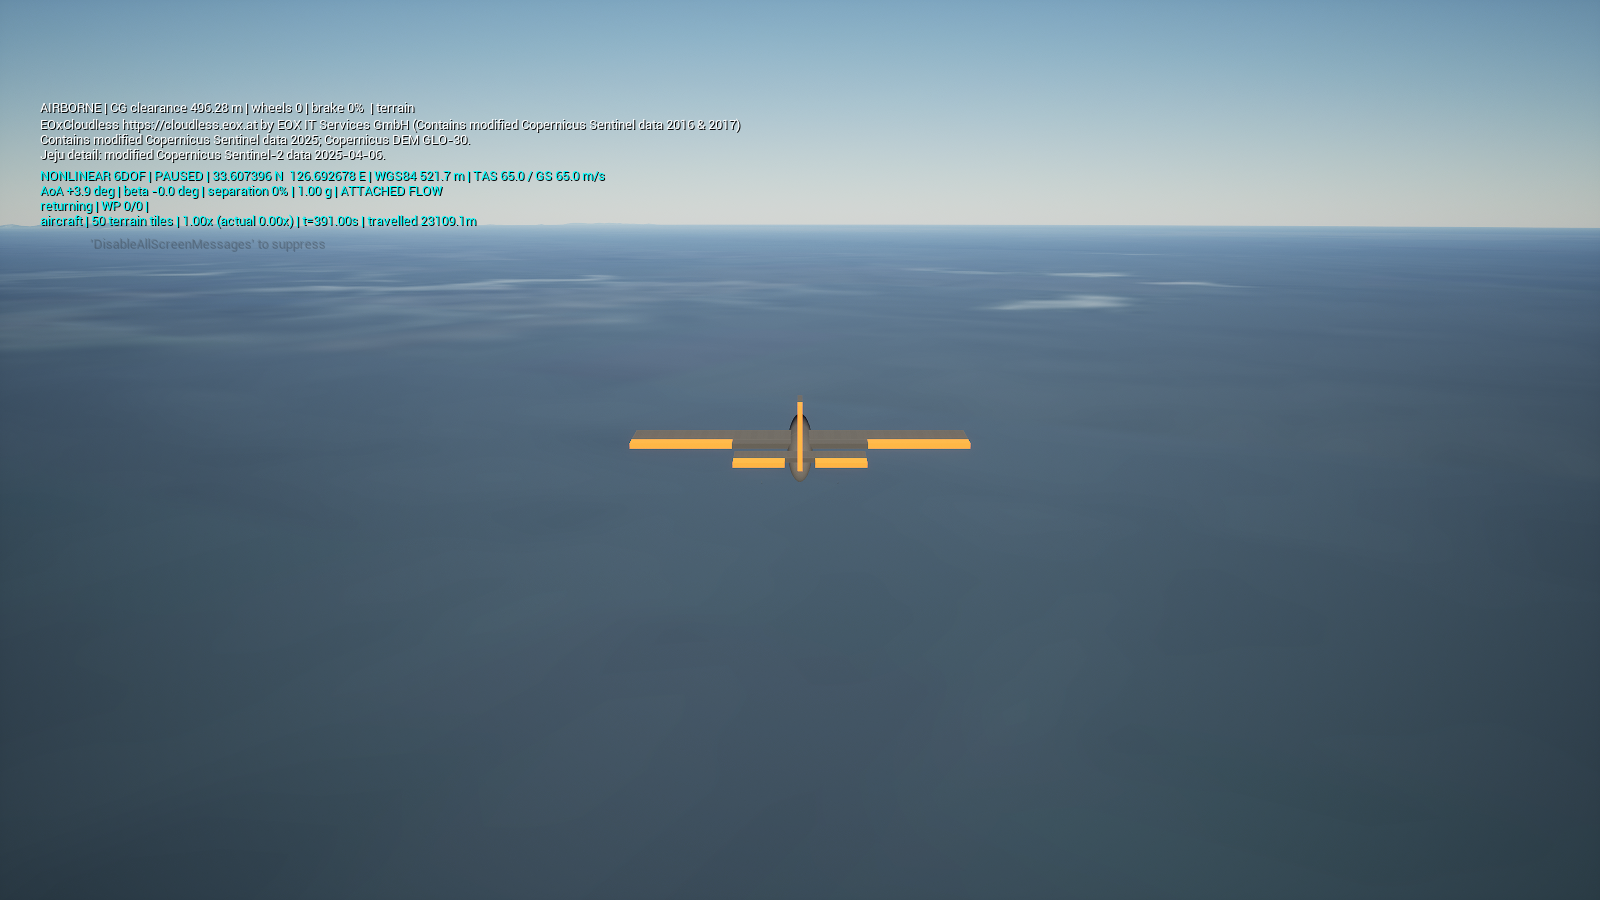 AIRBORNE | CG clearance 496.28 m | wheels 0 | brake 0% | terrain
EOxCloudless https://cloudless.eox.at by EOX IT Services GmbH (Contains modified Copernicus Sentinel data 2016 & 2017)
Contains modified Copernicus Sentinel data 2025; Copernicus DEM GLO-30.
Jeju detail: modified Copernicus Sentinel-2 data 2025-04-06.
NONLINEAR 6DOF | PAUSED | 33.607396 N 126.692678 E | WGS84 521.7 m | TAS 65.0 / GS 65.0 m/s
AoA +3.9 deg | beta -0.0 deg | separation 0% | 1.00 g | ATTACHED FLOW
returning | WP 0/0 |
aircraft | 50 terrain tiles | 1.00x (actual 0.00x) | t=391.00s | travelled 23109.1m
'DisableAllScreenMessages' to suppress